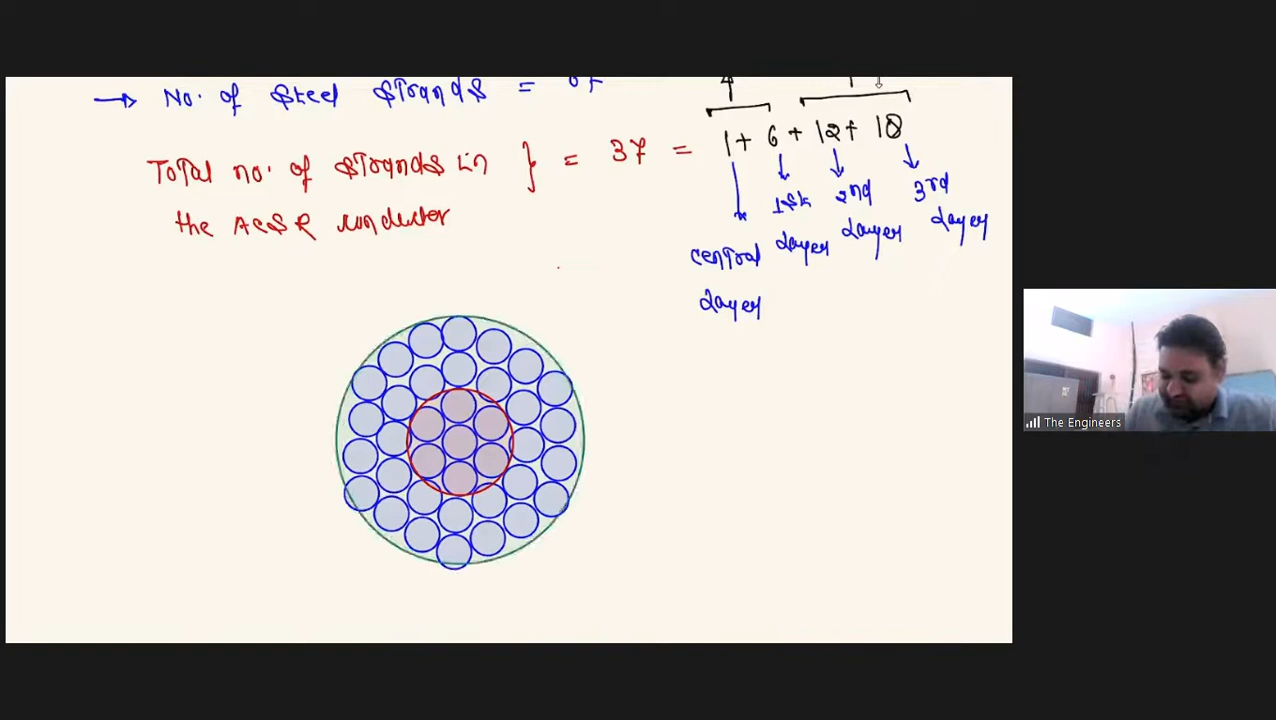 → No. of Steel Strands = 07
Total no. of strands in } = 37 = 1 + 6 + 12 + 18
the ACSR conductor
central layer
1st layer
2nd layer
3rd layer
The Engineers